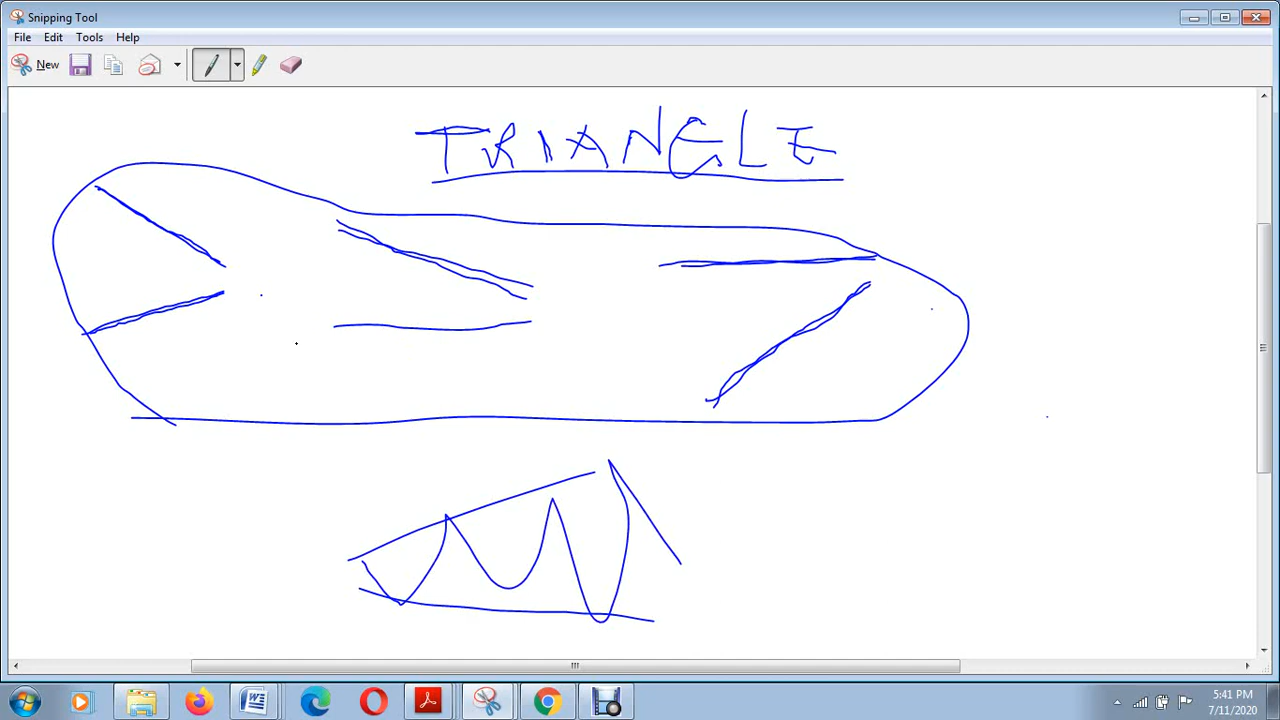 Snipping Tool
File Edit Tools Help
New
TRIANGLE
5:41 PM
7/11/2020